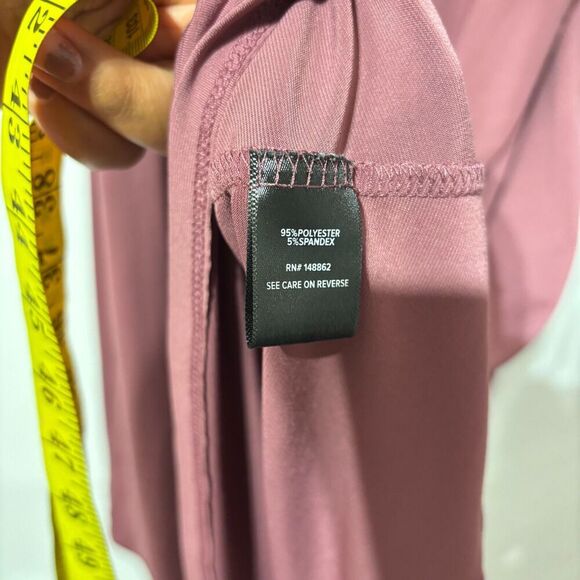 95%POLYESTER
5%SPANDEX
RN# 148862
SEE CARE ON REVERSE